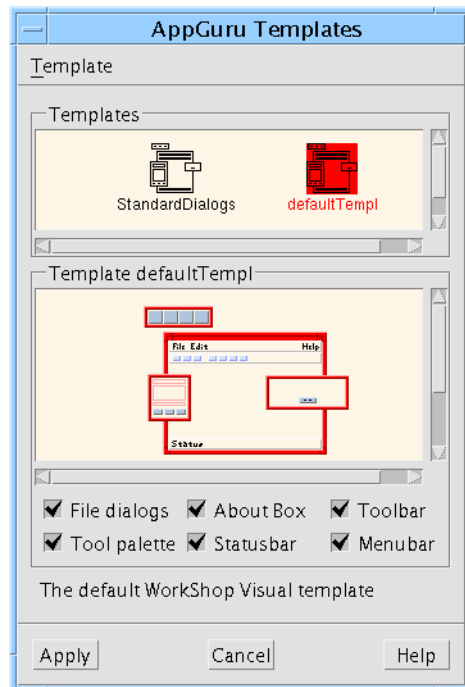 AppGuru Templates
Template
Templates
StandardDialogs defaultTempl
Template defaultTempl
File Edit Help
Status
File dialogs About Box Toolbar
Tool palette Statusbar Menubar
The default WorkShop Visual template
Apply Cancel Help